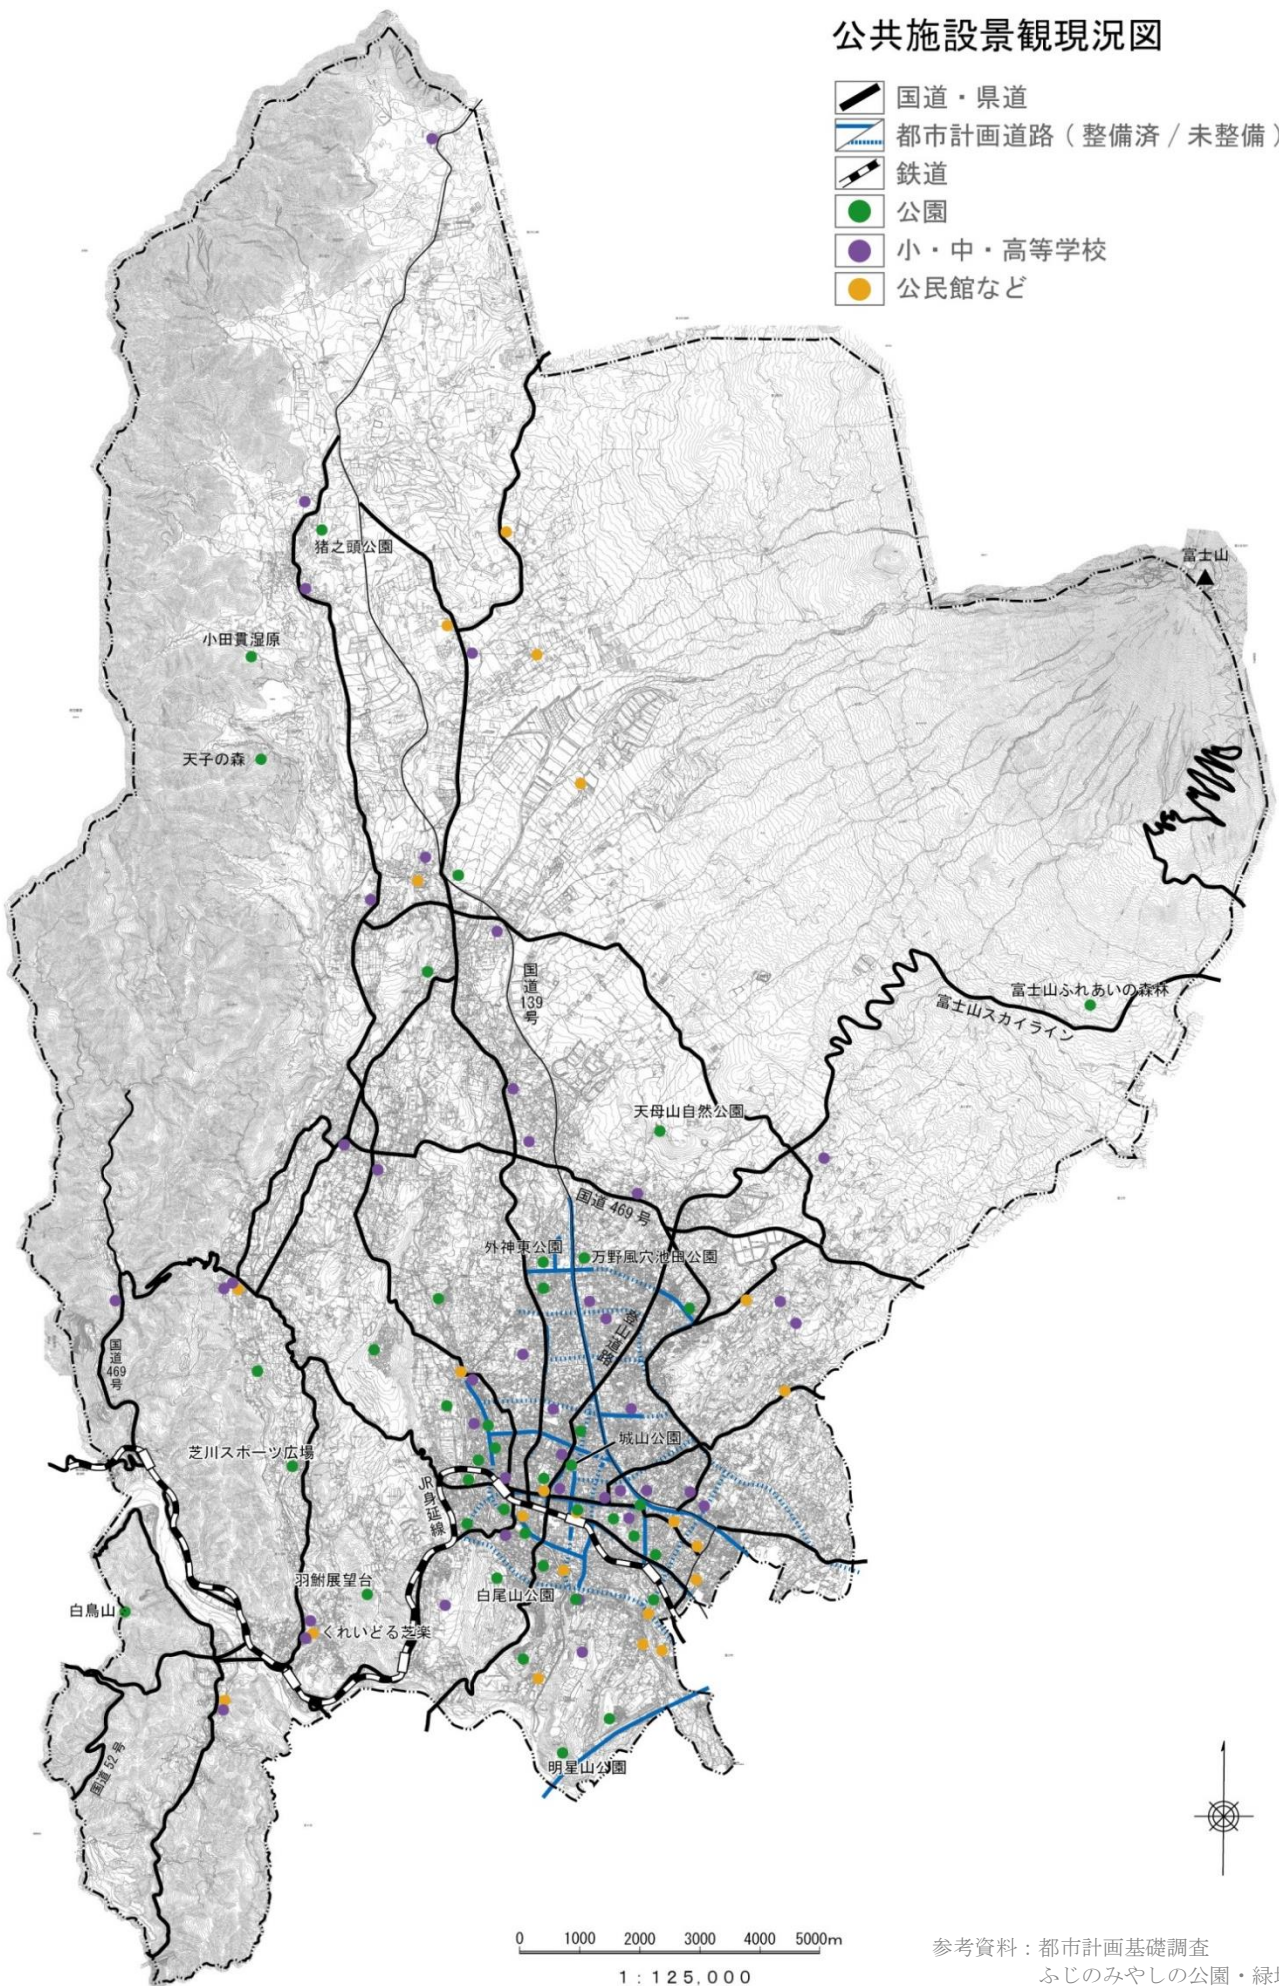 公共施設景観現況図
国道・県道
都市計画道路（整備済 / 未整備）
鉄道
公園
小・中・高等学校
公民館など
猪之頭公園
富士山
小田貫湿原
天子の森
国道139号
富士山ふれあいの森林
富士山スカイライン
天母山自然公園
国道469号
外神東公園
万野風穴池田公園
登山道路
国道469号
城山公園
芝川スポーツ広場
JR身延線
羽鮒展望台
白尾山公園
白鳥山
くれいどる芝楽
国道52号
明星山公園
0 1000 2000 3000 4000 5000m
1：125,000
参考資料：都市計画基礎調査
ふじのみやしの公園・緑地